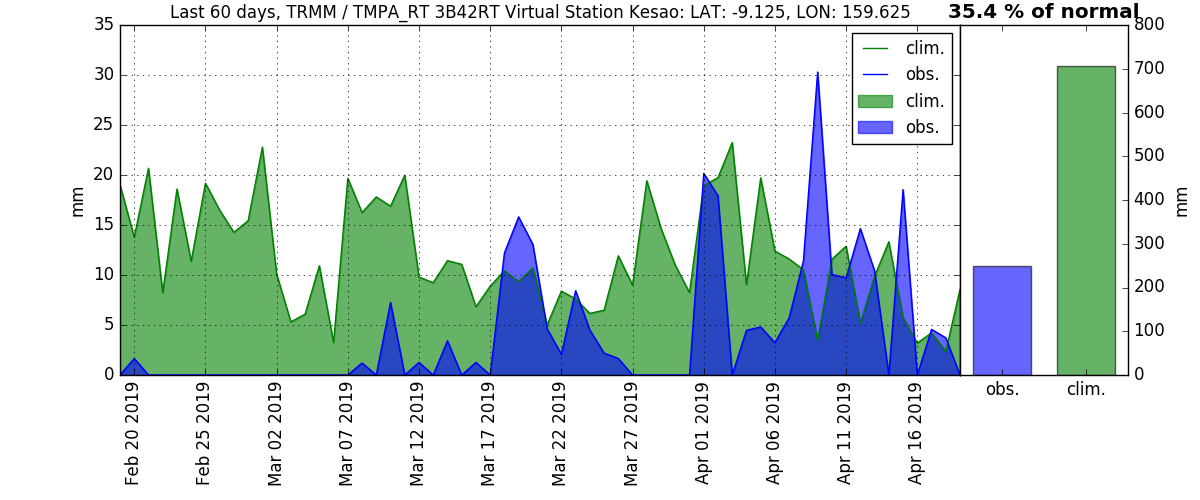 Last 60 days, TRMM / TMPA_RT 3B42RT Virtual Station Kesao: LAT: -9.125, LON: 159.625
35.4 % of normal
35
30
25
20
15
10
5
0
mm
clim.
obs.
clim.
obs.
Feb 20 2019
Feb 25 2019
Mar 02 2019
Mar 07 2019
Mar 12 2019
Mar 17 2019
Mar 22 2019
Mar 27 2019
Apr 01 2019
Apr 06 2019
Apr 11 2019
Apr 16 2019
obs.
clim.
800
700
600
500
400
300
200
100
0
mm